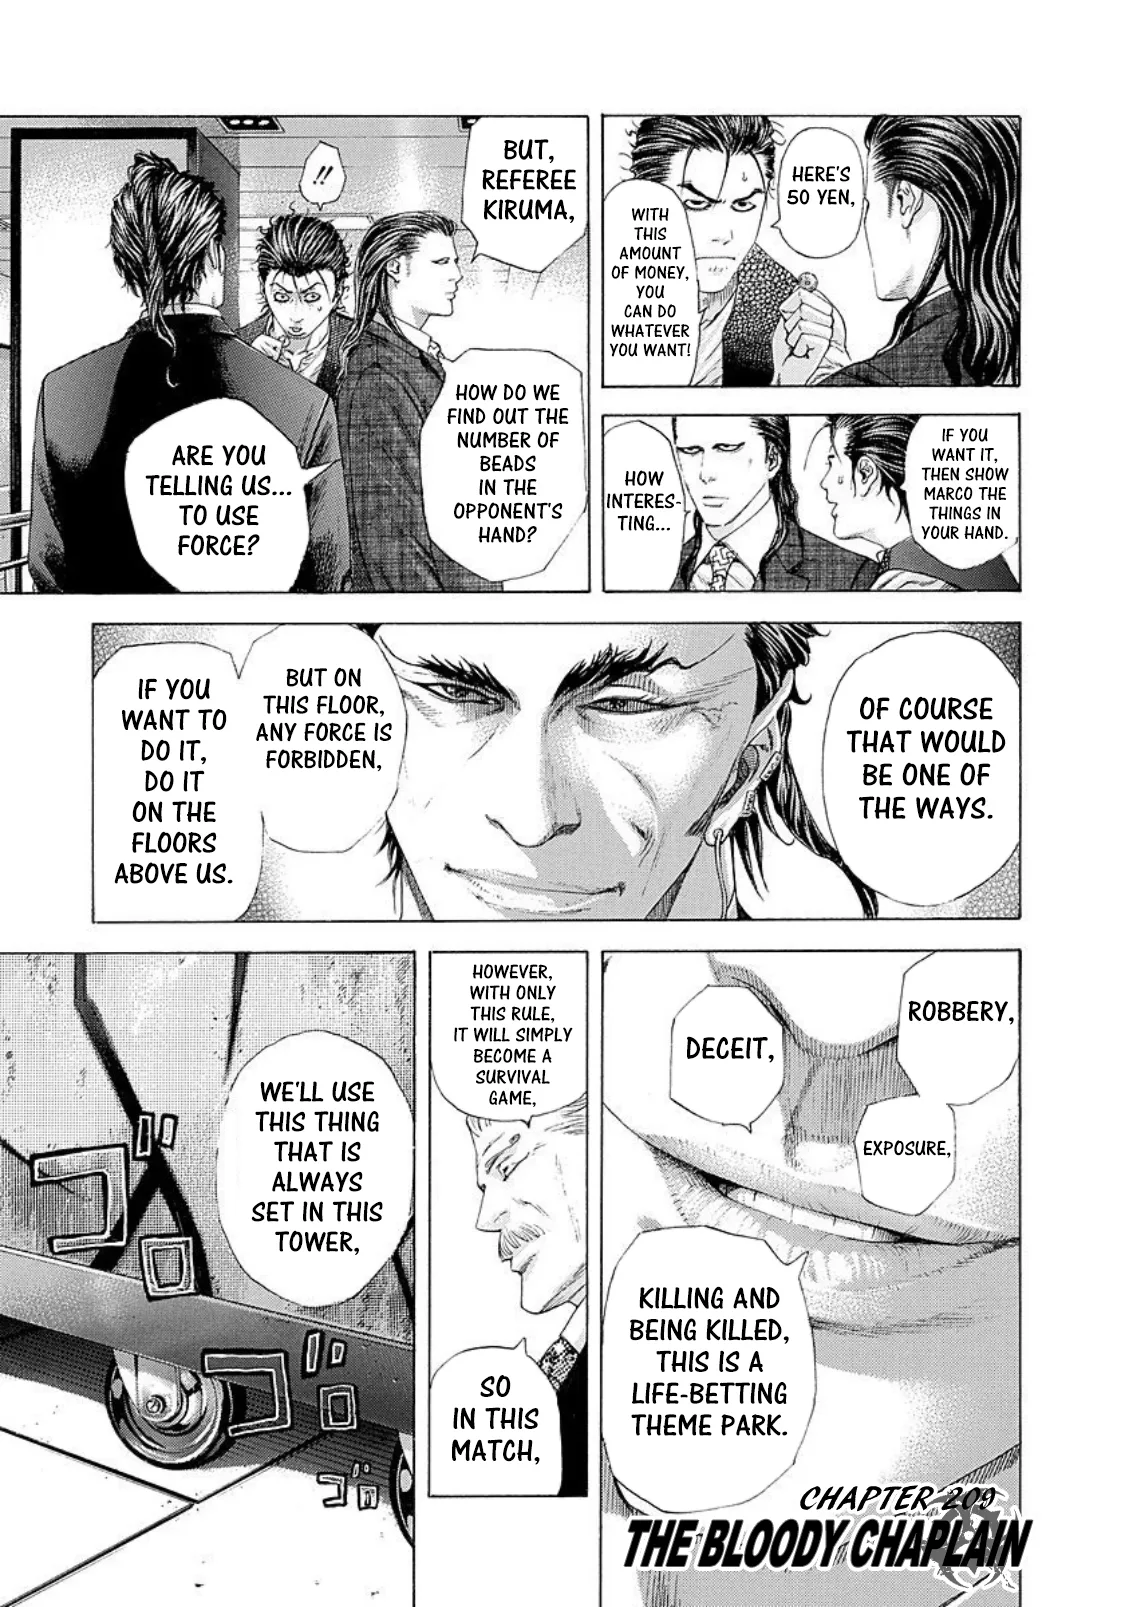 HERE'S
50 YEN,
WITH
THIS
AMOUNT
OF MONEY,
YOU
CAN DO
WHATEVER
YOU WANT!
IF YOU
WANT IT,
THEN SHOW
MARCO THE
THINGS IN
YOUR HAND.
HOW
INTERES-
TING...
BUT,
REFEREE
KIRUMA,
!!
HOW DO WE
FIND OUT THE
NUMBER OF
BEADS
IN THE
OPPONENT'S
HAND?
ARE YOU
TELLING US...
TO USE
FORCE?
OF COURSE
THAT WOULD
BE ONE OF
THE WAYS.
BUT ON
THIS FLOOR,
ANY FORCE IS
FORBIDDEN,
IF YOU
WANT TO
DO IT,
DO IT
ON THE
FLOORS
ABOVE US.
ROBBERY,
EXPOSURE,
DECEIT,
KILLING AND
BEING KILLED,
THIS IS A
LIFE-BETTING
THEME PARK.
CHAPTER 209
THE BLOODY CHAPLAIN
HOWEVER,
WITH ONLY
THIS RULE,
IT WILL SIMPLY
BECOME A
SURVIVAL
GAME,
SO
IN THIS
MATCH,
WE'LL USE
THIS THING
THAT IS
ALWAYS
SET IN THIS
TOWER,
ゴロ
ゴロ
ゴロ